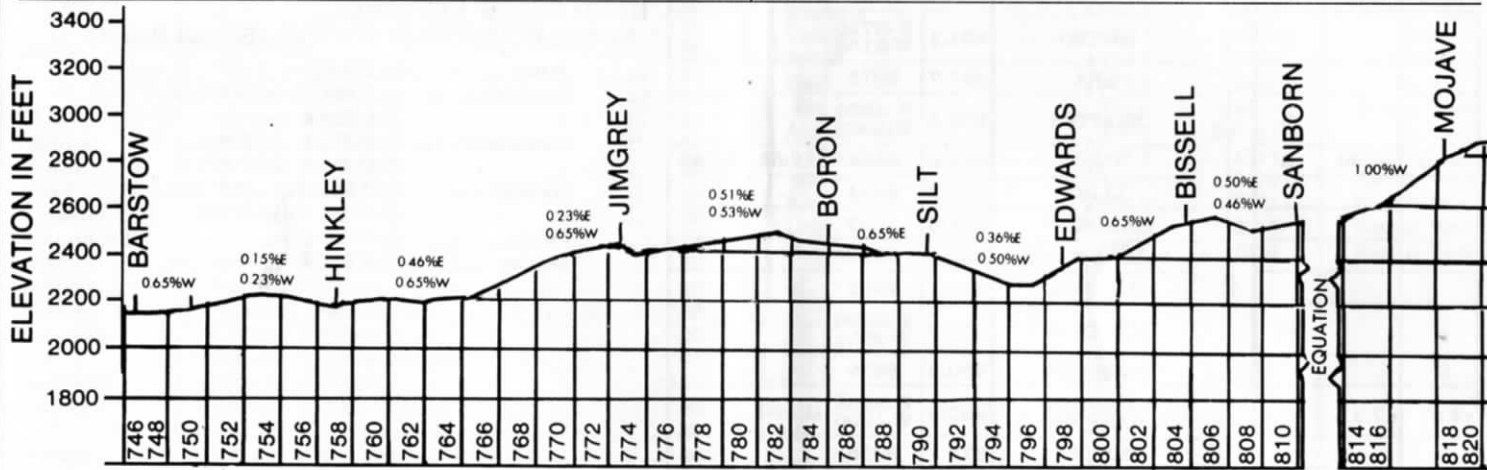 ELEVATION IN FEET
3400
3200
3000
2800
2600
2400
2200
2000
1800
BARSTOW
HINKLEY
JIMGREY
BORON
SILT
EDWARDS
BISSELL
SANBORN
MOJAVE
0.65%W
0.15%E
0.23%W
0.46%E
0.65%W
0.23%E
0.65%W
0.51%E
0.53%W
0.65%E
0.36%E
0.50%W
0.65%W
0.50%E
0.46%W
1.00%W
EQUATION
746 748 750 752 754 756 758 760 762 764 766 768 770 772 774 776 778 780 782 784 786 788 790 792 794 796 798 800 802 804 806 808 810 814 816 818 820